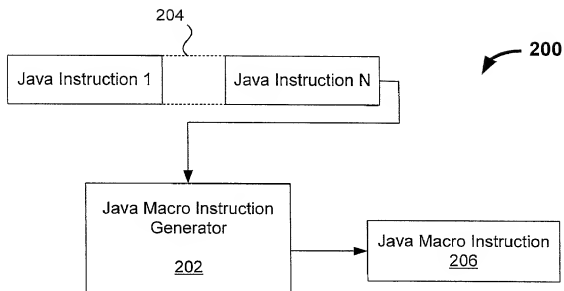 204
200
Java Instruction 1
Java Instruction N
Java Macro Instruction
Generator
202
Java Macro Instruction
206